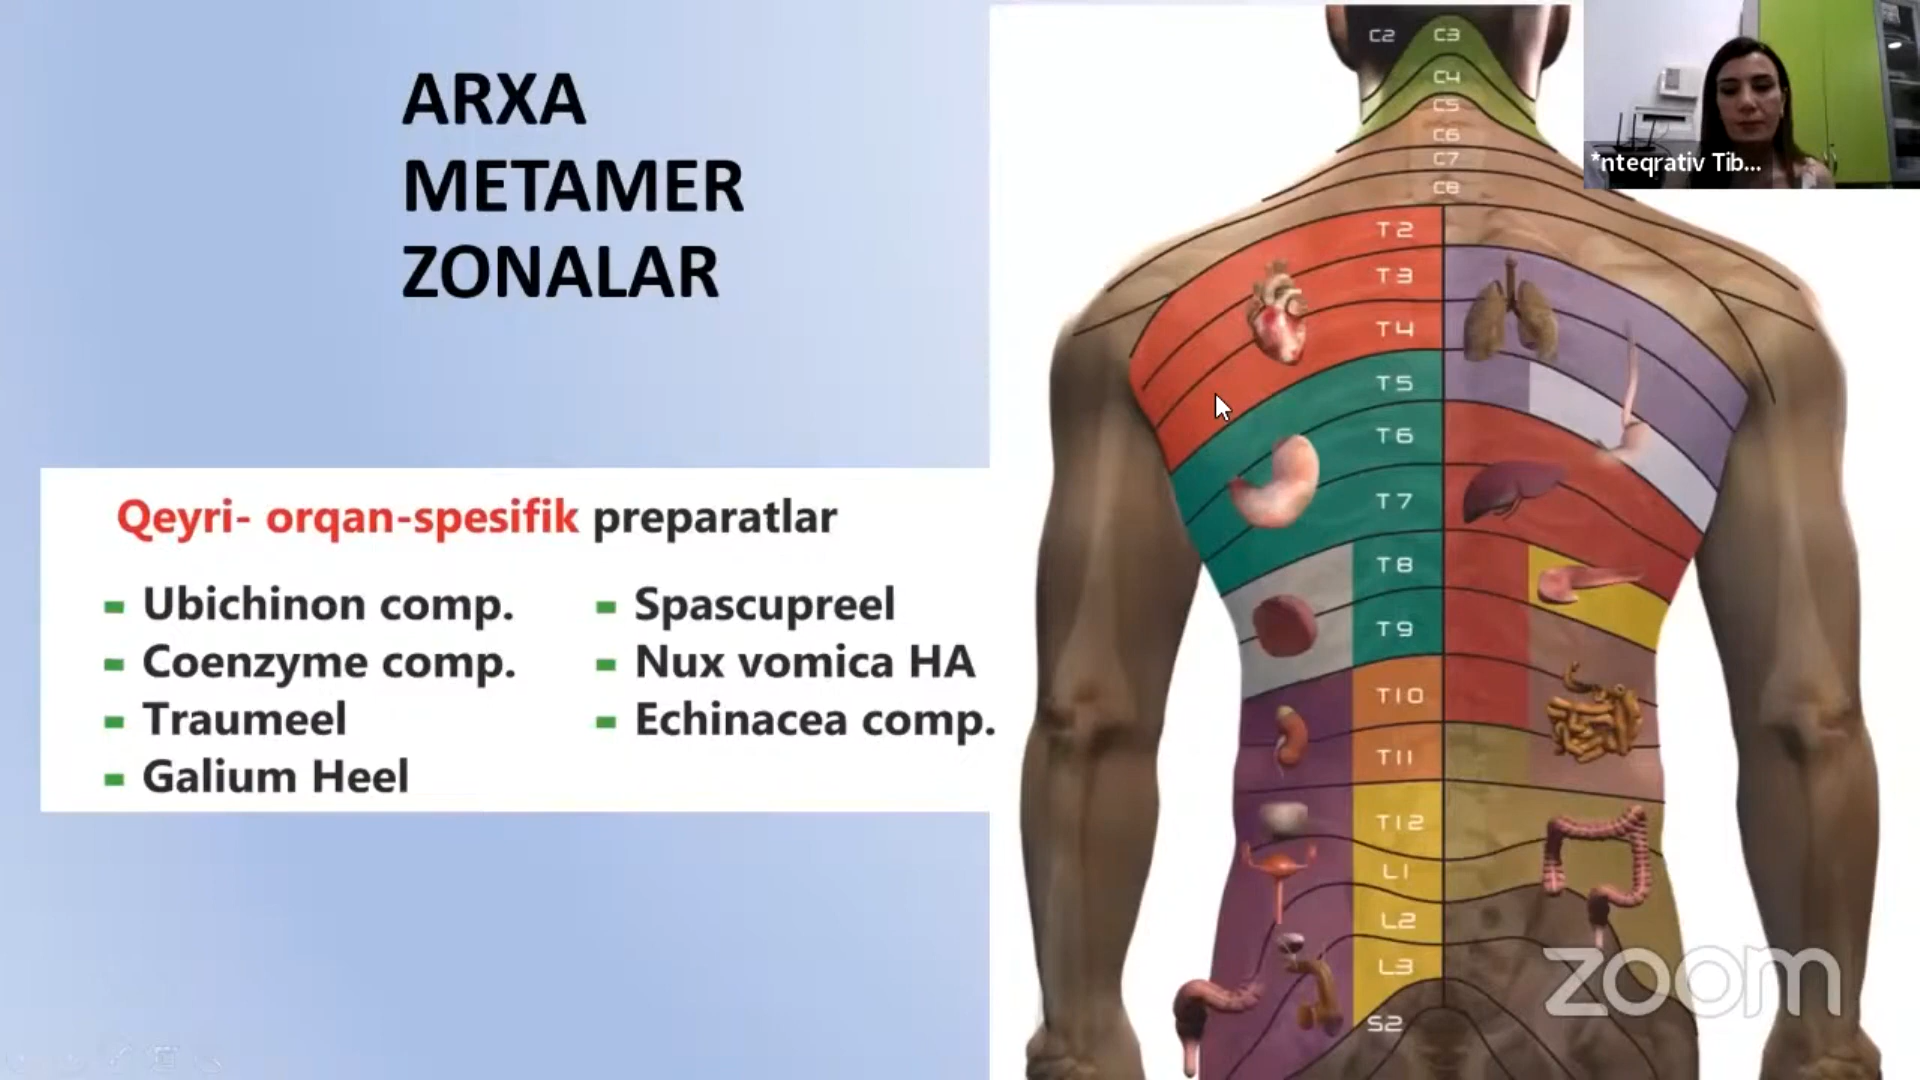 ARXA
METAMER
ZONALAR
Qeyri- orqan-spesifik preparatlar
Ubichinon comp.
Coenzyme comp.
Traumeel
Galium Heel
Spascupreel
Nux vomica HA
Echinacea comp.
C2 C3
C4
C5
C6
C7
C8
T2
T3
T4
T5
T6
T7
T8
T9
T10
T11
T12
L1
L2
L3
S2
*nteqrativ Tib...
zoom